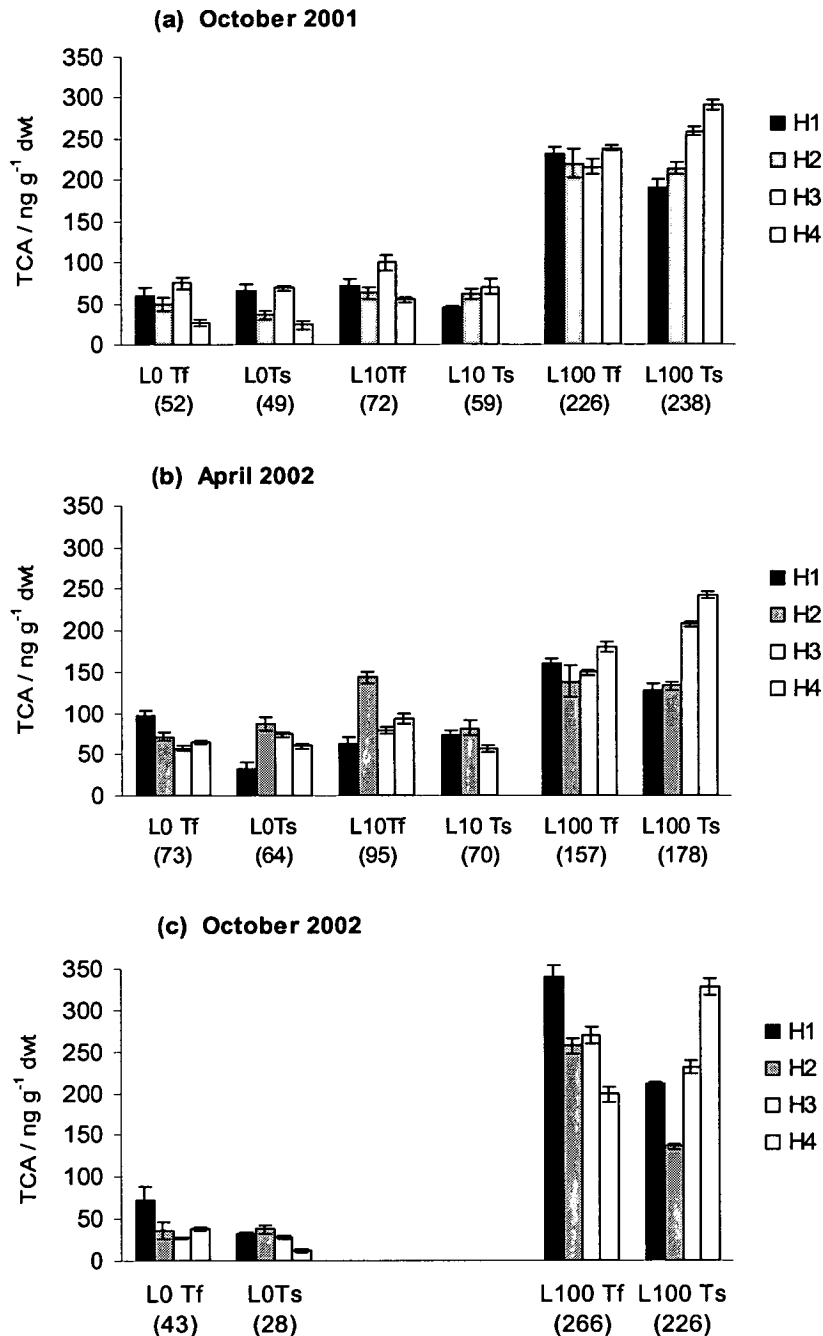 (a) October 2001
TCA / ng g⁻¹ dwt
350
300
250
200
150
100
50
0
L0 Tf L0Ts L10Tf L10 Ts L100 Tf L100 Ts
(52) (49) (72) (59) (226) (238)
H1
H2
H3
H4
(b) April 2002
TCA / ng g⁻¹ dwt
350
300
250
200
150
100
50
0
L0 Tf L0Ts L10Tf L10 Ts L100 Tf L100 Ts
(73) (64) (95) (70) (157) (178)
H1
H2
H3
H4
(c) October 2002
TCA / ng g⁻¹ dwt
350
300
250
200
150
100
50
0
L0 Tf L0Ts L100 Tf L100 Ts
(43) (28) (266) (226)
H1
H2
H3
H4